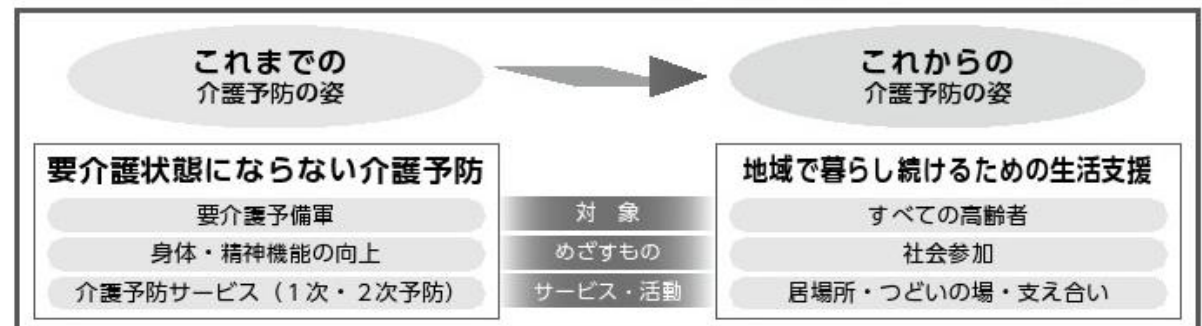 これまでの
介護予防の姿
これからの
介護予防の姿
要介護状態にならない介護予防
地域で暮らし続けるための生活支援
要介護予備軍
対　象
すべての高齢者
身体・精神機能の向上
めざすもの
社会参加
介護予防サービス（1次・2次予防）
サービス・活動
居場所・つどいの場・支え合い